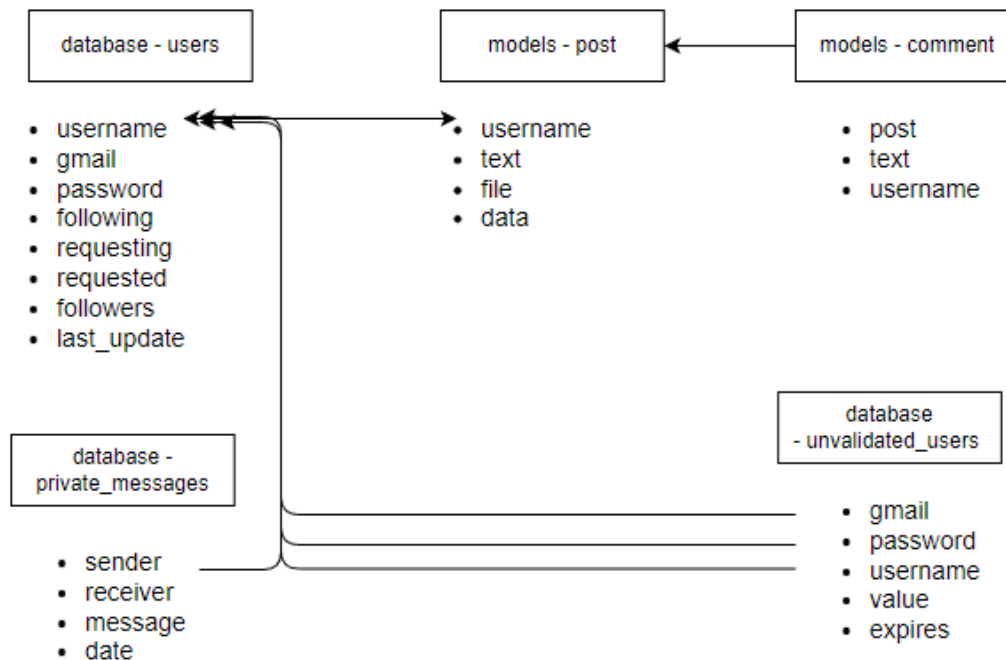 database - users
models - post
models - comment
username
gmail
password
following
requesting
requested
followers
last_update
username
text
file
data
post
text
username
database -
private_messages
sender
receiver
message
date
database
- unvalidated_users
gmail
password
username
value
expires